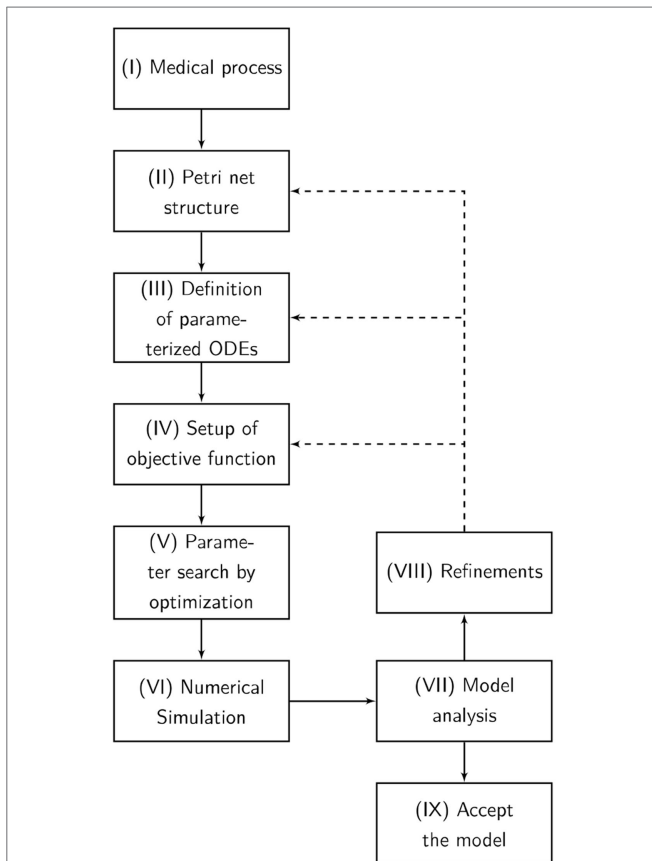 (I) Medical process
(II) Petri net
structure
(III) Definition
of parame-
terized ODEs
(IV) Setup of
objective function
(V) Parame-
ter search by
optimization
(VI) Numerical
Simulation
(VII) Model
analysis
(VIII) Refinements
(IX) Accept
the model